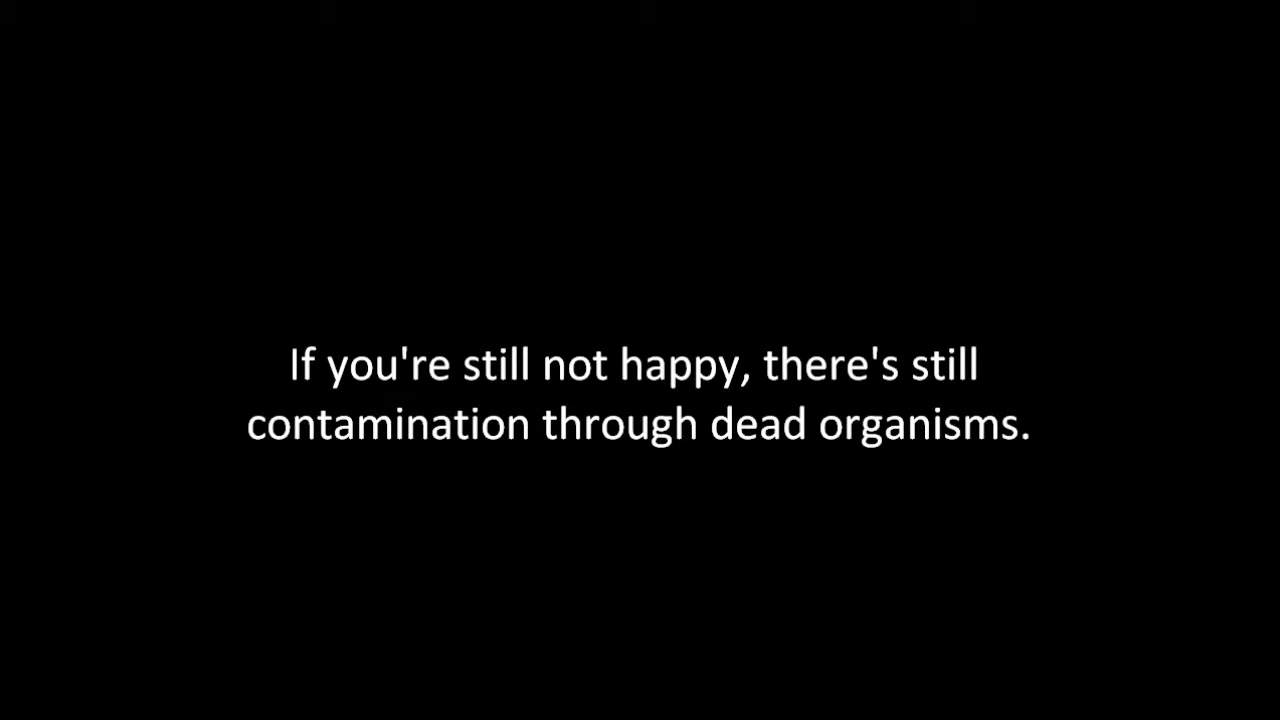 If you're still not happy, there's still
contamination through dead organisms.